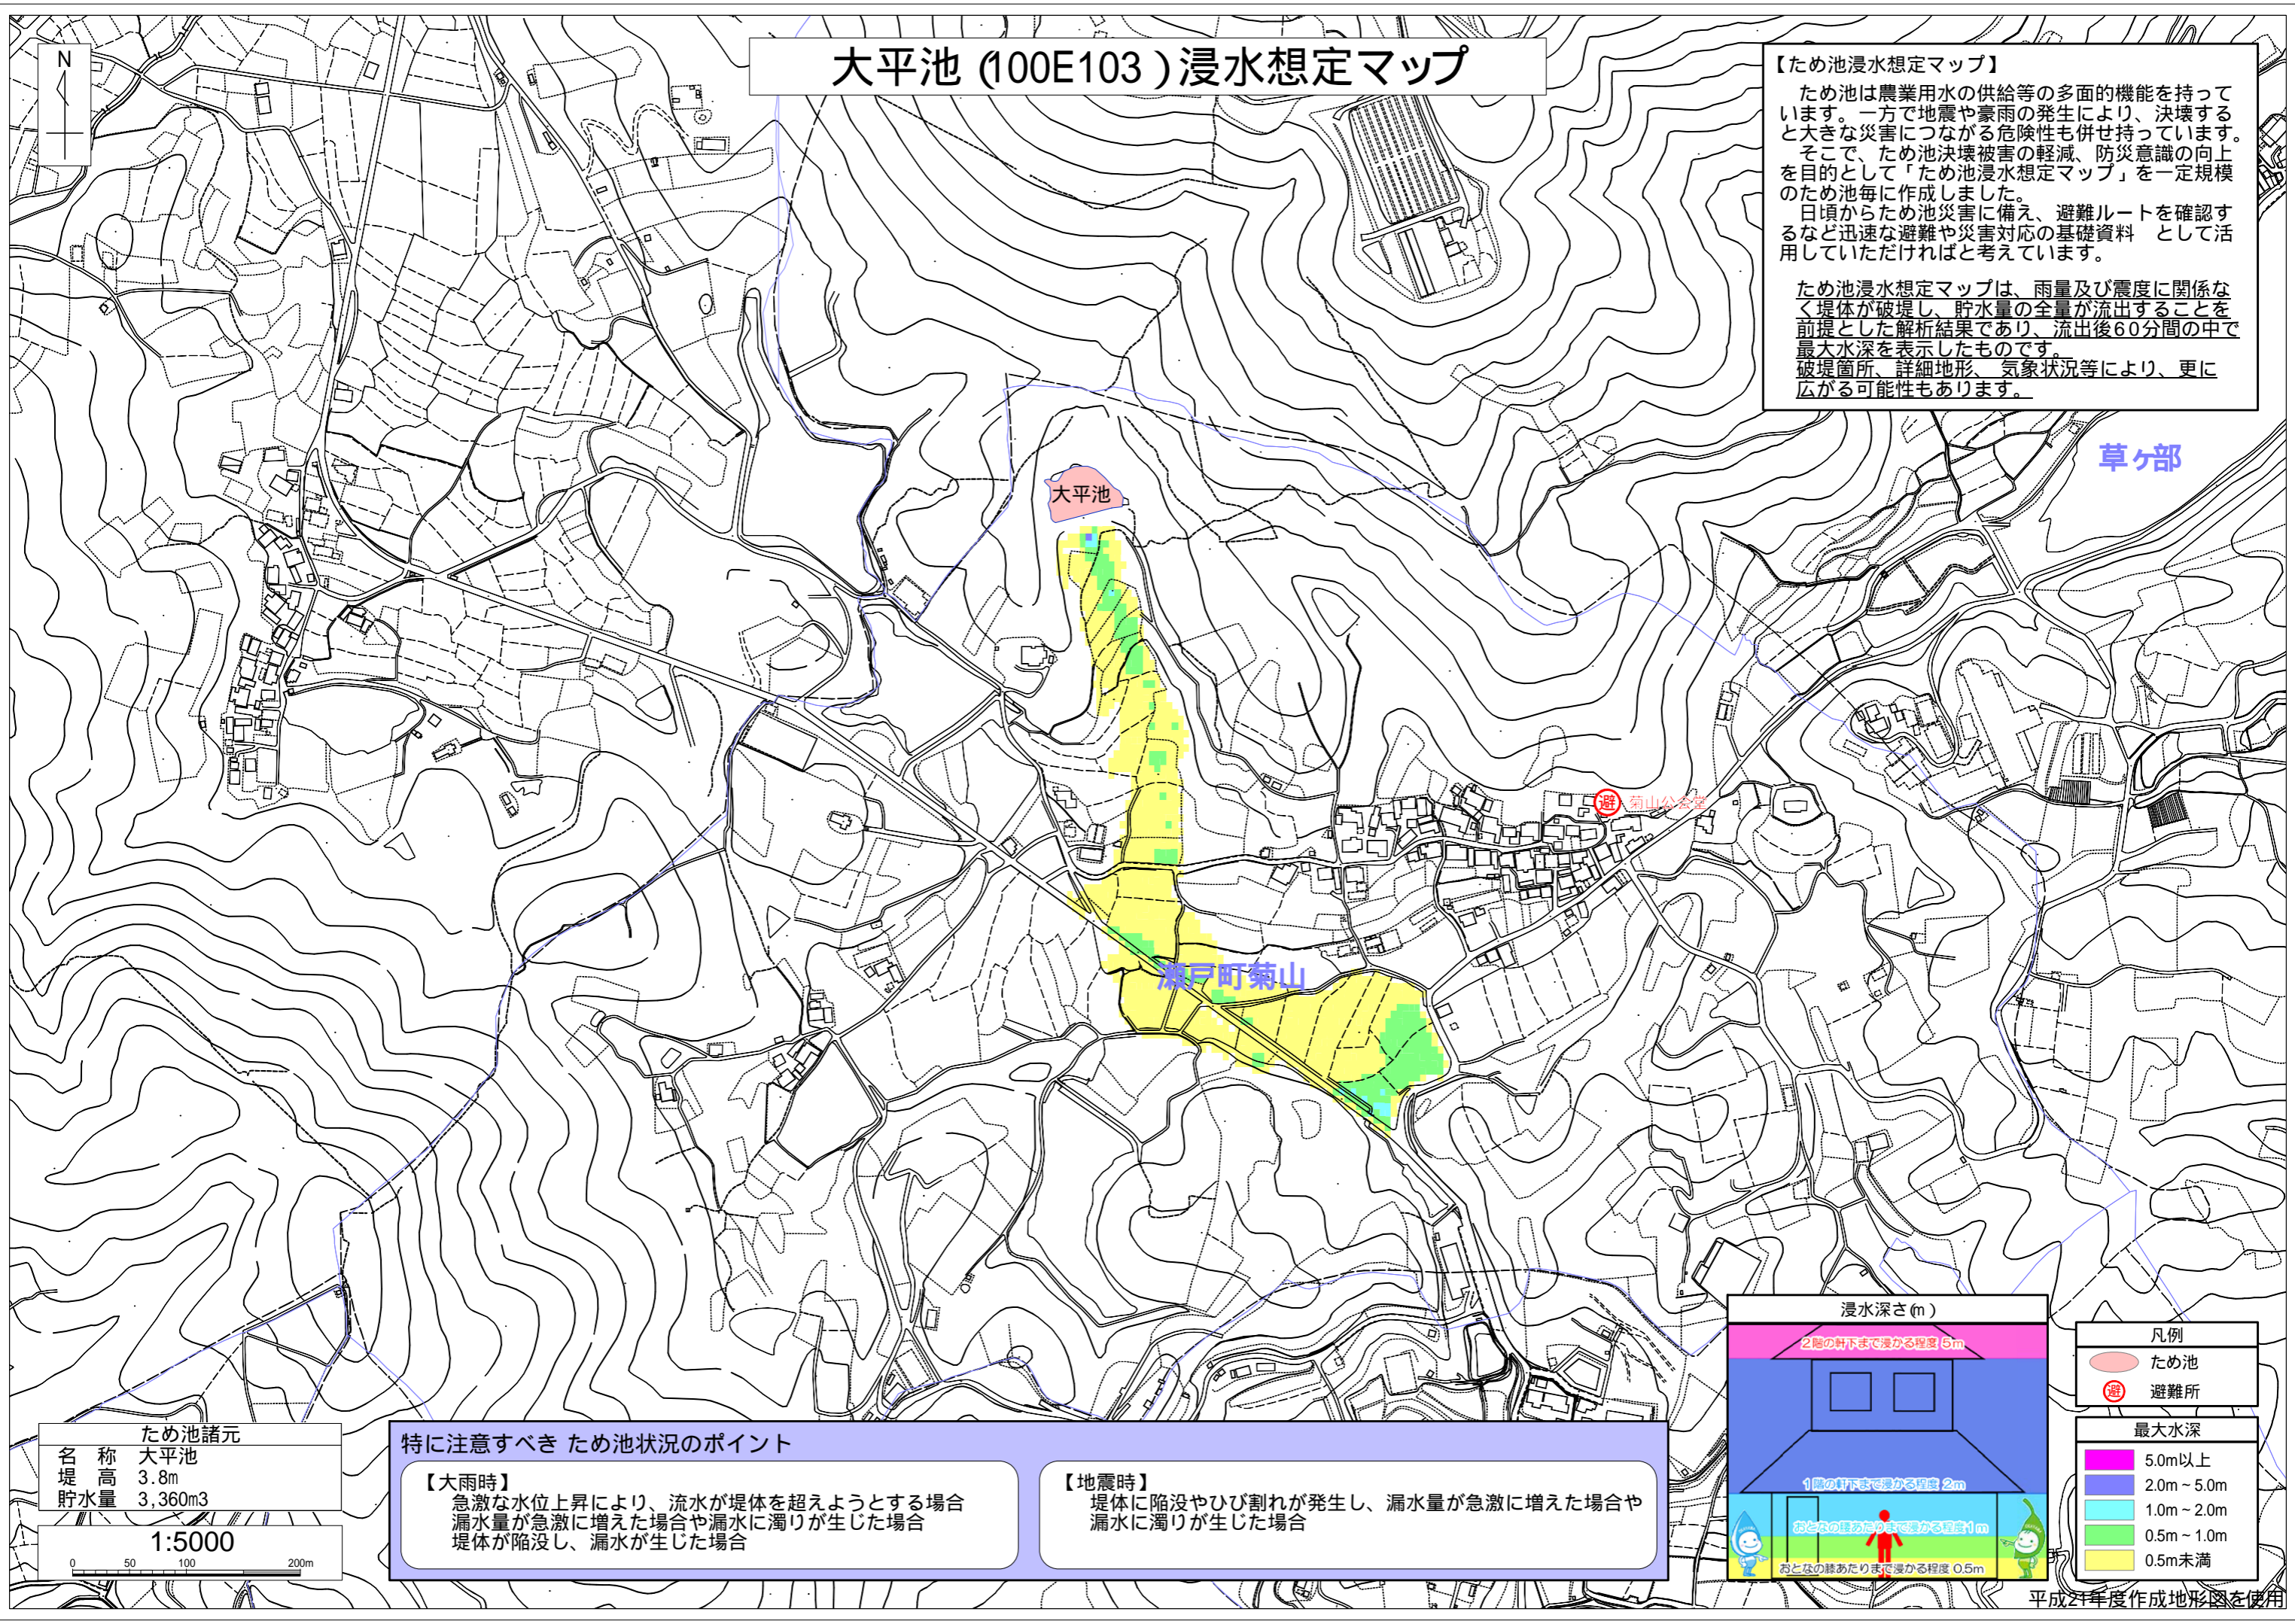 大平池 (100E103 ) 浸水想定マップ
N
【ため池浸水想定マップ】
ため池は農業用水の供給等の多面的機能を持って
います。一方で地震や豪雨の発生により、決壊する
と大きな災害につながる危険性も併せ持っています。
そこで、ため池決壊被害の軽減、防災意識の向上
を目的として「ため池浸水想定マップ」を一定規模
のため池毎に作成しました。
日頃からため池災害に備え、避難ルートを確認す
るなど迅速な避難や災害対応の基礎資料　として活
用していただければと考えています。
ため池浸水想定マップは、雨量及び震度に関係な
く堤体が破堤し、貯水量の全量が流出することを
前提とした解析結果であり、流出後60分間の中で
最大水深を表示したものです。
破堤箇所、詳細地形、 気象状況等により、更に
広がる可能性もあります。
草ヶ部
大平池
避 菊山公会堂
瀬戸町菊山
ため池諸元
名　称　大平池
堤　高　3.8m
貯水量　3,360m3
1:5000
0 50 100 200m
特に注意すべき ため池状況のポイント
【大雨時】
急激な水位上昇により、流水が堤体を超えようとする場合
漏水量が急激に増えた場合や漏水に濁りが生じた場合
堤体が陥没し、漏水が生じた場合
【地震時】
堤体に陥没やひび割れが発生し、漏水量が急激に増えた場合や
漏水に濁りが生じた場合
浸水深さ(m )
2階の軒下まで浸かる程度 5m
1階の軒下まで浸かる程度 2m
おとなの腰あたりまで浸かる程度1m
おとなの膝あたりまで浸かる程度 0.5m
凡例
ため池
避 避難所
最大水深
5.0m以上
2.0m～5.0m
1.0m～2.0m
0.5m～1.0m
0.5m未満
平成21年度作成地形図を使用